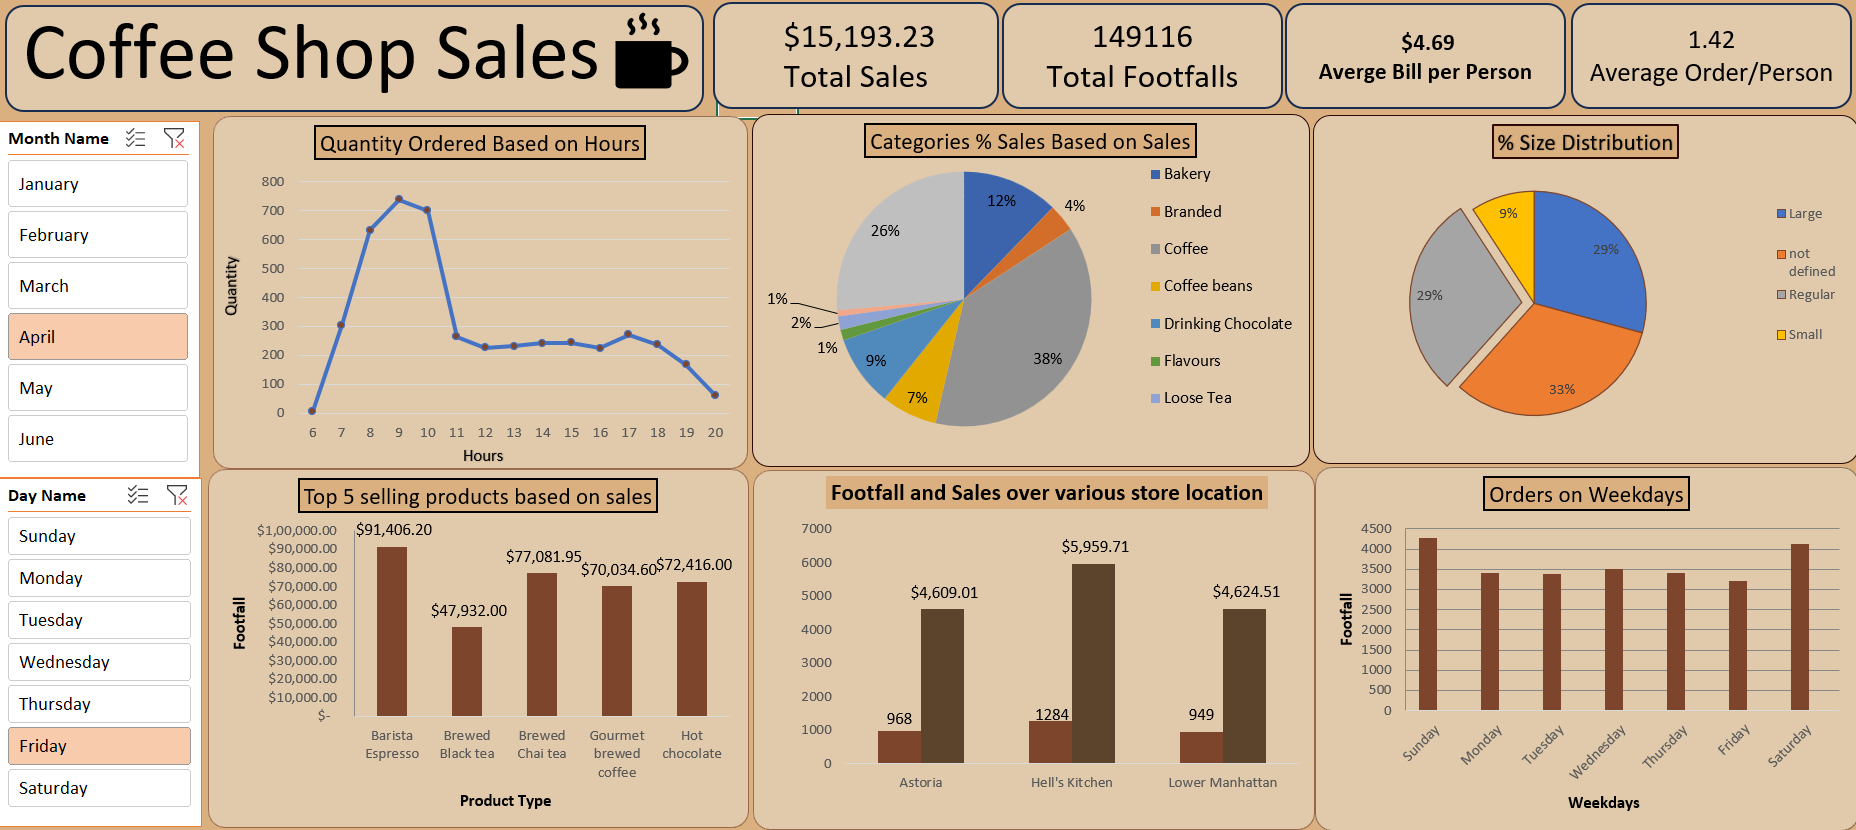 Coffee Shop Sales
$15,193.23
Total Sales
149116
Total Footfalls
$4.69
Averge Bill per Person
1.42
Average Order/Person
Month Name
January
February
March
April
May
June
Day Name
Sunday
Monday
Tuesday
Wednesday
Thursday
Friday
Saturday
Quantity Ordered Based on Hours
Quantity
800
700
600
500
400
300
200
100
0
6 7 8 9 10 11 12 13 14 15 16 17 18 19 20
Hours
Categories % Sales Based on Sales
12%
4%
38%
7%
9%
1%
2%
1%
26%
Bakery
Branded
Coffee
Coffee beans
Drinking Chocolate
Flavours
Loose Tea
% Size Distribution
29%
33%
29%
9%
Large
not
defined
Regular
Small
Top 5 selling products based on sales
Footfall
$1,00,000.00
$90,000.00
$80,000.00
$70,000.00
$60,000.00
$50,000.00
$40,000.00
$30,000.00
$20,000.00
$10,000.00
$-
$91,406.20
$47,932.00
$77,081.95
$70,034.60
$72,416.00
Barista
Espresso
Brewed
Black tea
Brewed
Chai tea
Gourmet
brewed
coffee
Hot
chocolate
Product Type
Footfall and Sales over various store location
7000
6000
5000
4000
3000
2000
1000
0
968
$4,609.01
1284
$5,959.71
949
$4,624.51
Astoria
Hell's Kitchen
Lower Manhattan
Orders on Weekdays
Footfall
4500
4000
3500
3000
2500
2000
1500
1000
500
0
Sunday
Monday
Tuesday
Wednesday
Thursday
Friday
Saturday
Weekdays